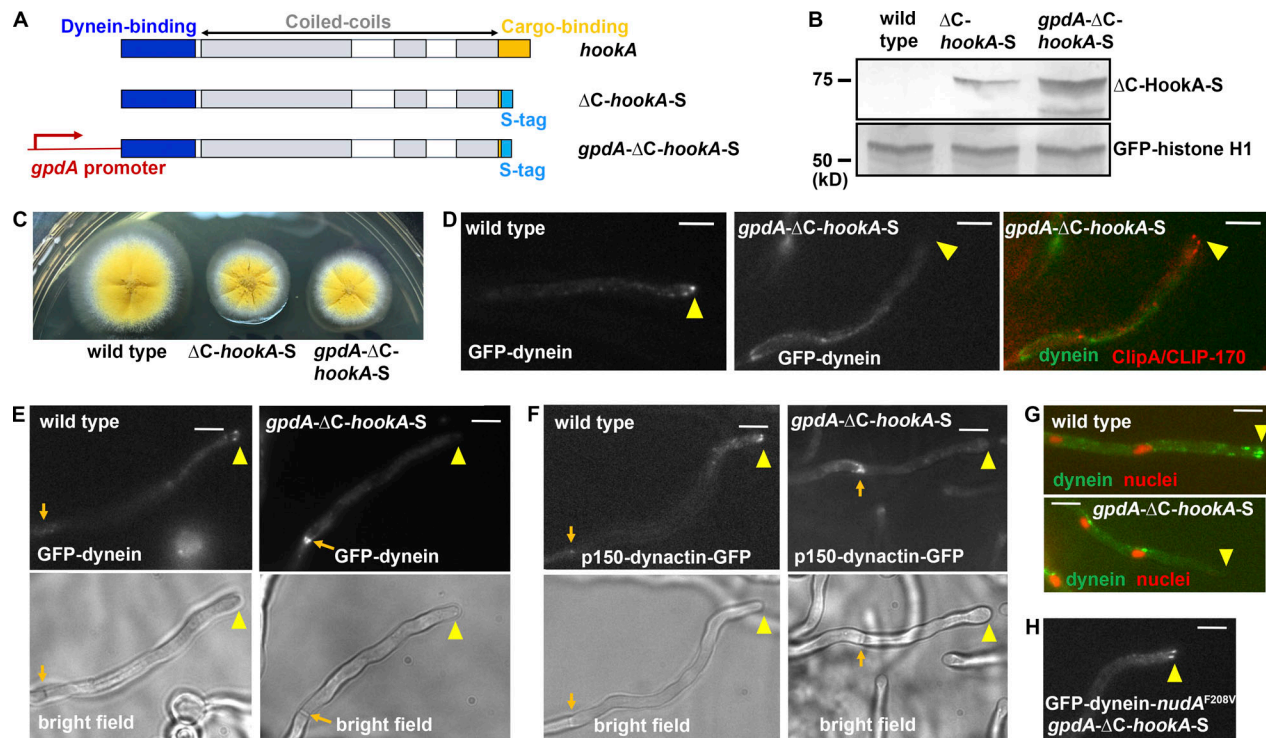 A
Dynein-binding
Coiled-coils
Cargo-binding
hookA
ΔC-hookA-S
S-tag
gpdA-ΔC-hookA-S
gpdA promoter
S-tag
B
wild type
ΔC-hookA-S
gpdA-ΔC-hookA-S
75
ΔC-HookA-S
GFP-histone H1
50
(kD)
C
wild type
ΔC-hookA-S
gpdA-ΔC-
hookA-S
D
wild type
GFP-dynein
gpdA-ΔC-hookA-S
GFP-dynein
gpdA-ΔC-hookA-S
dynein
ClipA/CLIP-170
E
wild type
GFP-dynein
gpdA-ΔC-hookA-S
GFP-dynein
bright field
bright field
F
wild type
p150-dynactin-GFP
gpdA-ΔC-hookA-S
p150-dynactin-GFP
bright field
bright field
G
wild type
dynein nuclei
gpdA-ΔC-hookA-S
dynein nuclei
H
GFP-dynein-nudA^F208V
gpdA-ΔC-hookA-S